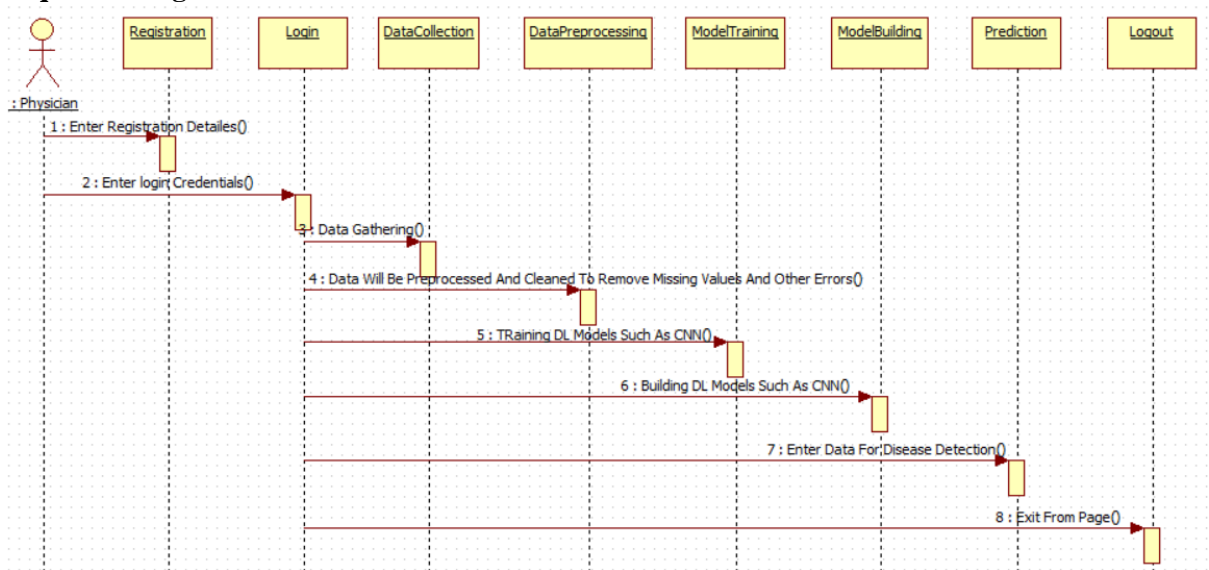 Registration
Login
DataCollection
DataPreprocessing
ModelTraining
ModelBuilding
Prediction
Logout
: Physician
1 : Enter Registration Detailes()
2 : Enter login Credentials()
3 : Data Gathering()
4 : Data Will Be Preprocessed And Cleaned To Remove Missing Values And Other Errors()
5 : TRaining DL Models Such As CNN()
6 : Building DL Models Such As CNN()
7 : Enter Data For Disease Detection()
8 : Exit From Page()